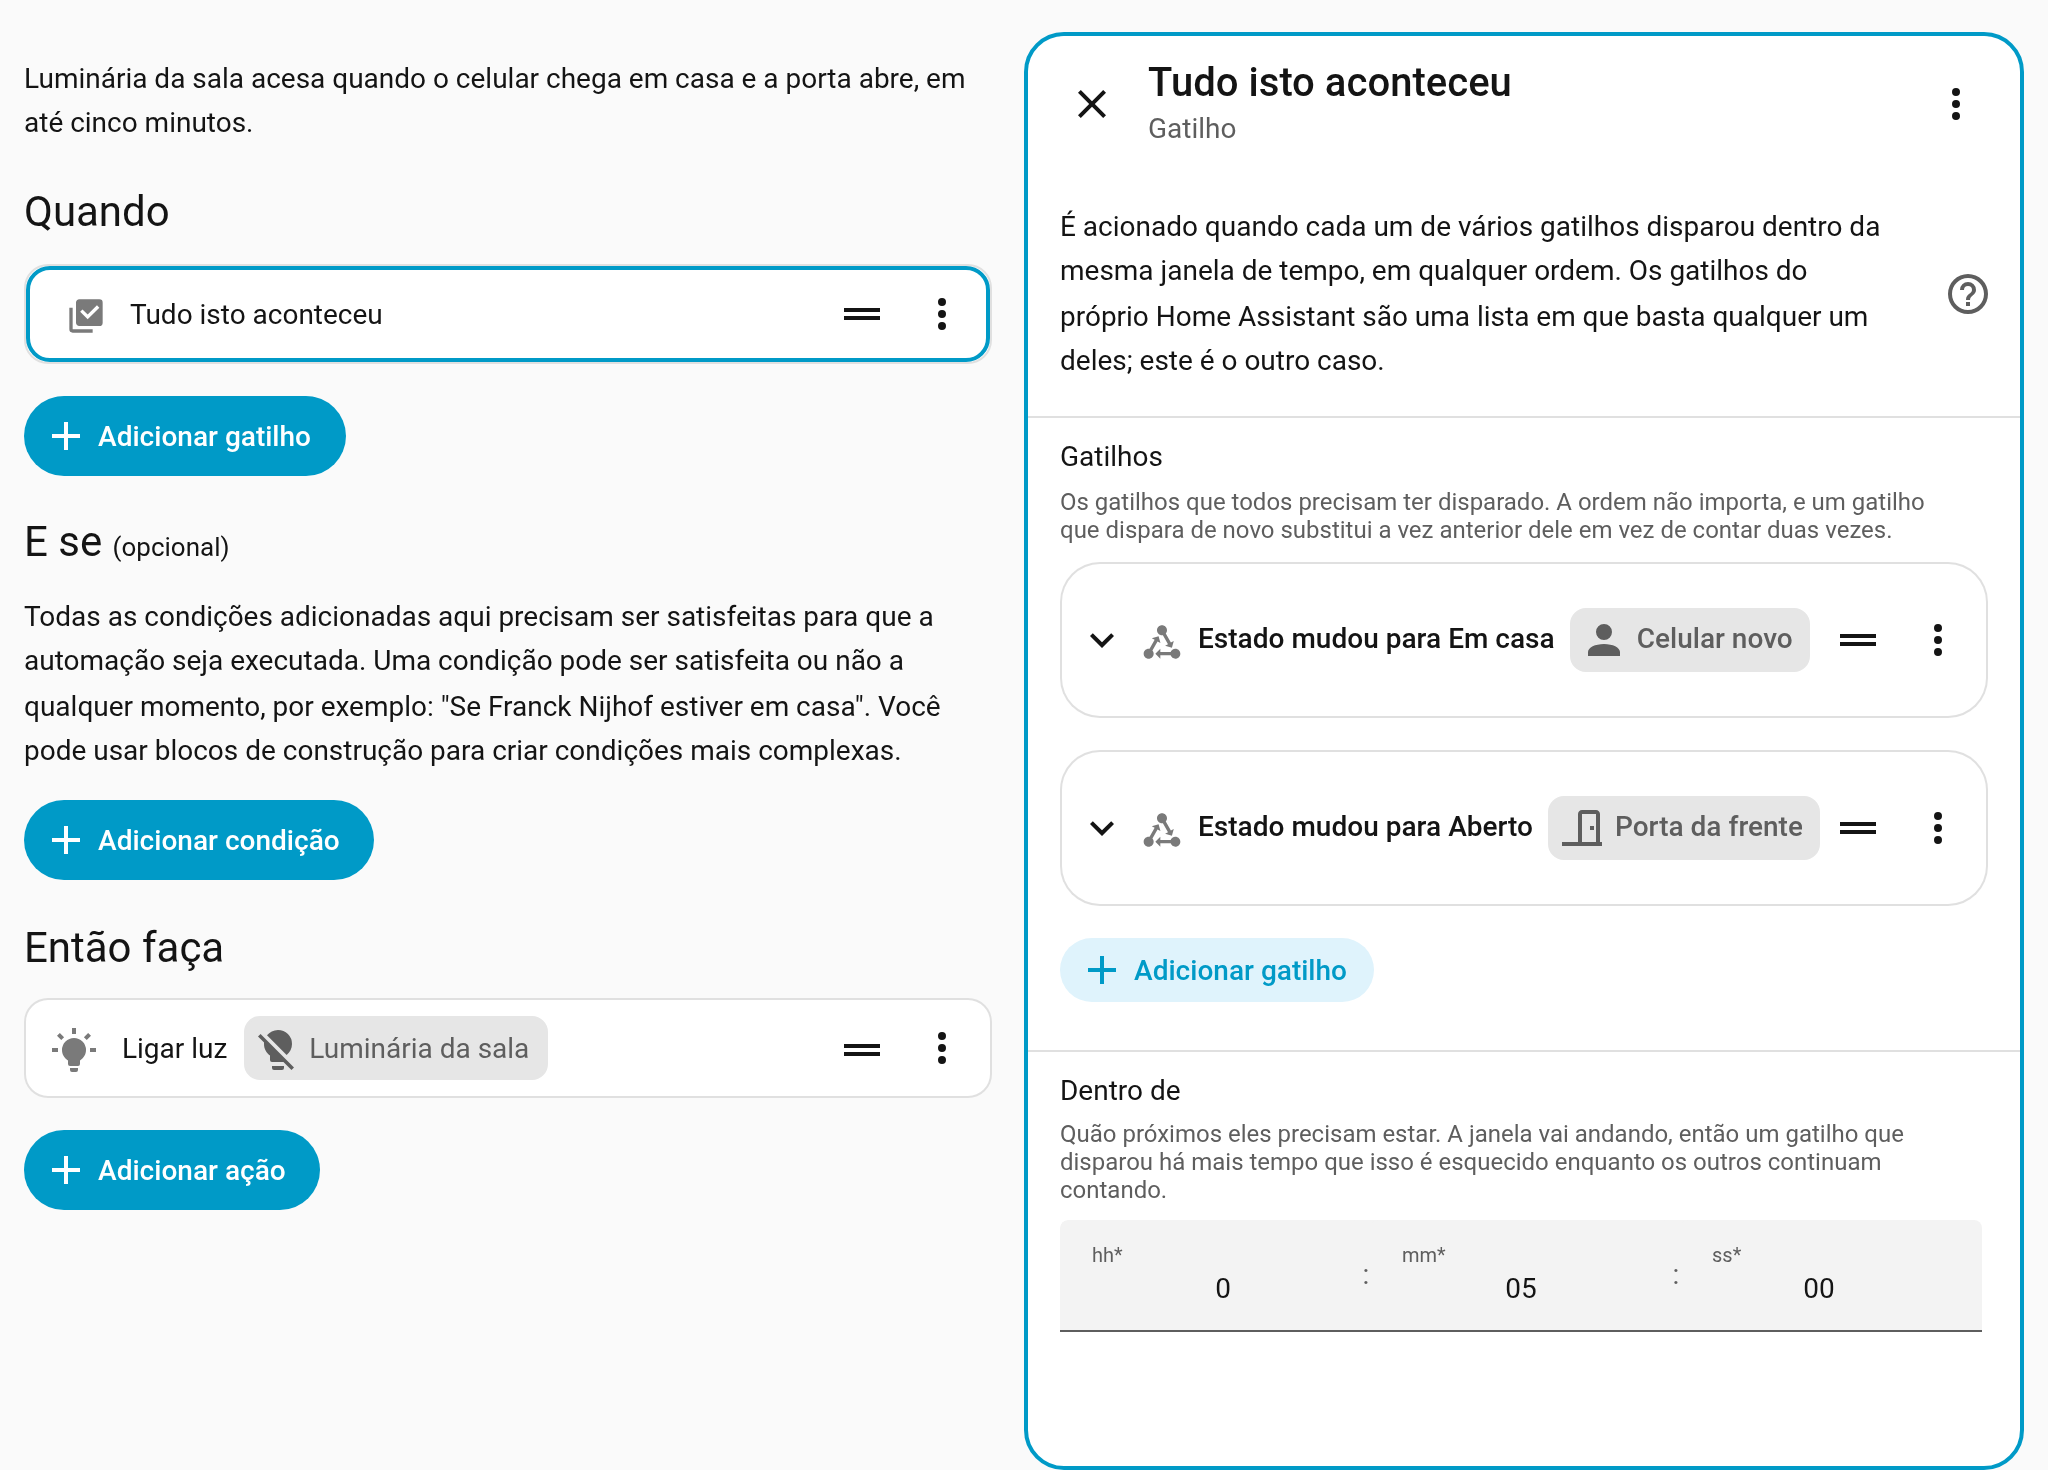 Luminária da sala acesa quando o celular chega em casa e a porta abre, em
até cinco minutos.
Quando
Tudo isto aconteceu
Adicionar gatilho
E se (opcional)
Todas as condições adicionadas aqui precisam ser satisfeitas para que a
automação seja executada. Uma condição pode ser satisfeita ou não a
qualquer momento, por exemplo: "Se Franck Nijhof estiver em casa". Você
pode usar blocos de construção para criar condições mais complexas.
Adicionar condição
Então faça
Ligar luz Luminária da sala
Adicionar ação
Tudo isto aconteceu
Gatilho
É acionado quando cada um de vários gatilhos disparou dentro da
mesma janela de tempo, em qualquer ordem. Os gatilhos do
próprio Home Assistant são uma lista em que basta qualquer um
deles; este é o outro caso.
Gatilhos
Os gatilhos que todos precisam ter disparado. A ordem não importa, e um gatilho
que dispara de novo substitui a vez anterior dele em vez de contar duas vezes.
Estado mudou para Em casa Celular novo
Estado mudou para Aberto Porta da frente
Adicionar gatilho
Dentro de
Quão próximos eles precisam estar. A janela vai andando, então um gatilho que
disparou há mais tempo que isso é esquecido enquanto os outros continuam
contando.
hh* mm* ss*
0 : 05 : 00